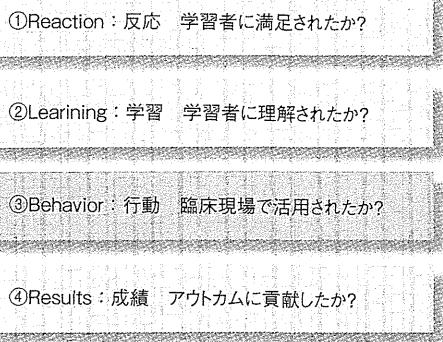 ①Reaction：反応　学習者に満足されたか?
②Learining：学習　学習者に理解されたか?
③Behavior：行動　臨床現場で活用されたか?
④Results：成績　アウトカムに貢献したか?